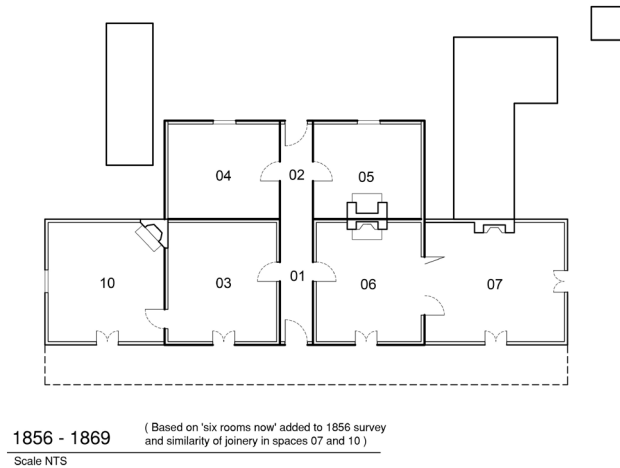 04
02
05
10
03
01
06
07
1856 - 1869
( Based on 'six rooms now' added to 1856 survey
and similarity of joinery in spaces 07 and 10 )
Scale NTS